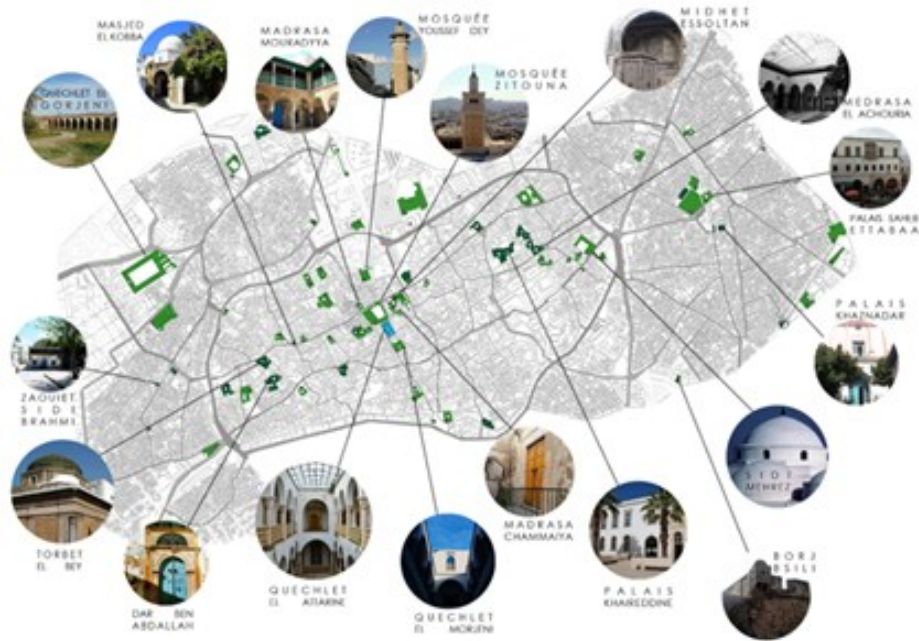 MASJED
EL KOBBA
MADRASA
MOURADYYA
MOSQUÉE
YOUSSEF DEY
MIDHET
ESSOLTAN
MOSQUÉE
ZITOUNA
QUECHLET EL
GORJENI
MEDRASA
EL ACHOURIA
PALAIS SAHEB
ETTABAA
PALAIS
KHAZNADAR
ZAOUIET
SIDI
BRAHMI
SIDI
MEHREZ
MADRASA
CHAMMAIYA
TORBET
EL BEY
DAR BEN
ABDALLAH
QUECHLET
EL ATTARINE
QUECHLET
EL MORJENI
PALAIS
KHAIREDDINE
BORJ
BSILI